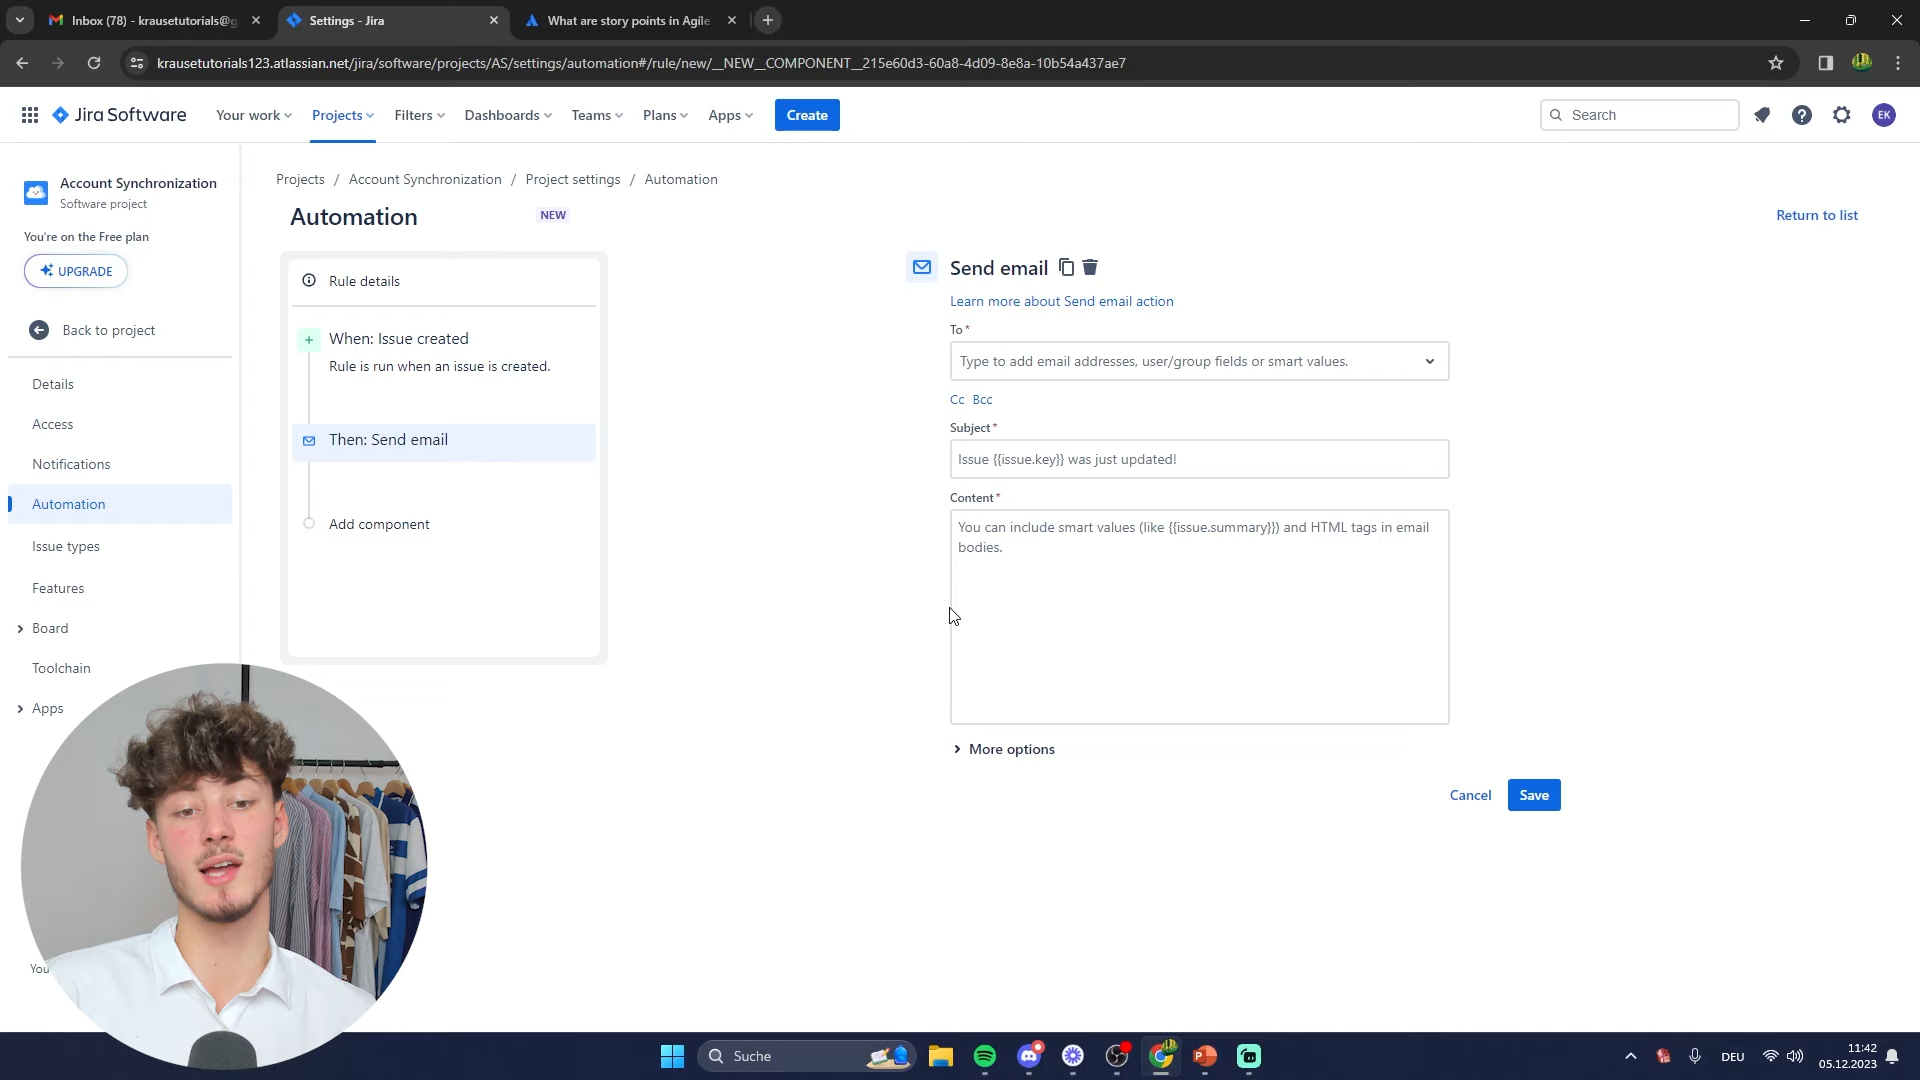 Inbox (78) - krausetutorials@g
Settings - Jira
What are story points in Agile
krausetutorials123.atlassian.net/jira/software/projects/AS/settings/automation#/rule/new/__NEW__COMPONENT__215e60d3-60a8-4d09-8e8a-10b54a437ae7
Jira Software
Your work
Projects
Filters
Dashboards
Teams
Plans
Apps
Create
Search
EK
Account Synchronization
Software project
You're on the Free plan
UPGRADE
Back to project
Details
Access
Notifications
Automation
Issue types
Features
Board
Toolchain
Apps
You
Projects / Account Synchronization / Project settings / Automation
Automation
NEW
Return to list
Rule details
When: Issue created
Rule is run when an issue is created.
Then: Send email
Add component
Send email
Learn more about Send email action
To *
Type to add email addresses, user/group fields or smart values.
Cc Bcc
Subject *
Issue {{issue.key}} was just updated!
Content *
You can include smart values (like {{issue.summary}}) and HTML tags in email
bodies.
More options
Cancel
Save
Suche
DEU
11:42
05.12.2023